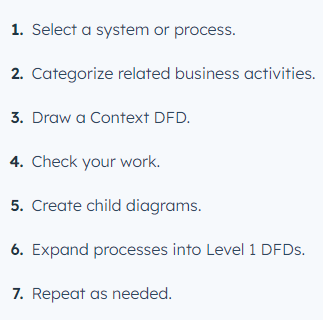 1. Select a system or process.
2. Categorize related business activities.
3. Draw a Context DFD.
4. Check your work.
5. Create child diagrams.
6. Expand processes into Level 1 DFDs.
7. Repeat as needed.